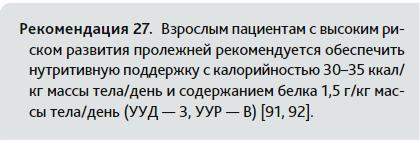 Рекомендация 27. Взрослым пациентам с высоким ри-
ском развития пролежней рекомендуется обеспечить
нутритивную поддержку с калорийностью 30–35 ккал/
кг массы тела/день и содержанием белка 1,5 г/кг мас-
сы тела/день (УУД — 3, УУР — В) [91, 92].